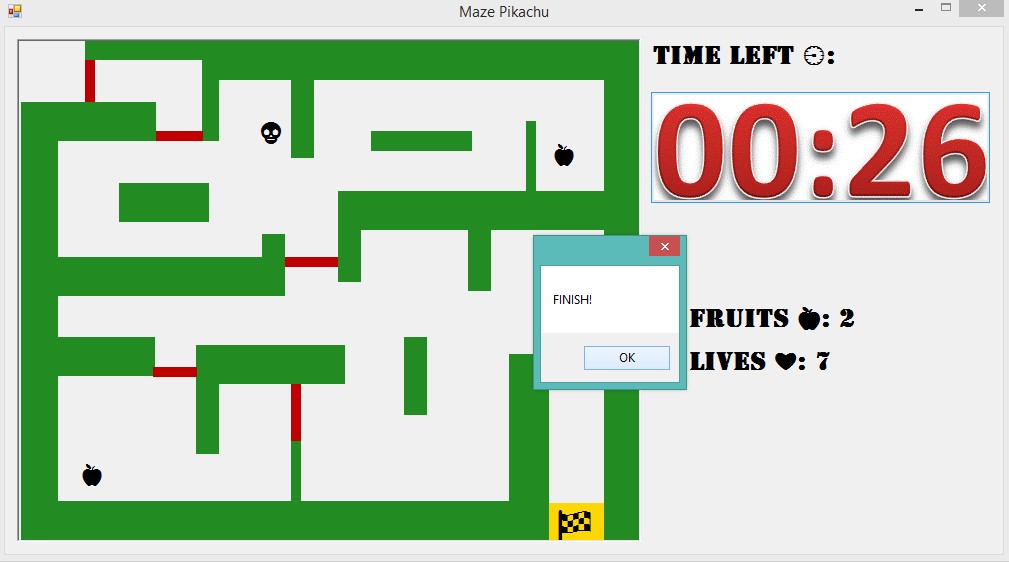 Maze Pikachu
TIME LEFT :
00:26
FINISH!
OK
FRUITS : 2
LIVES : 7